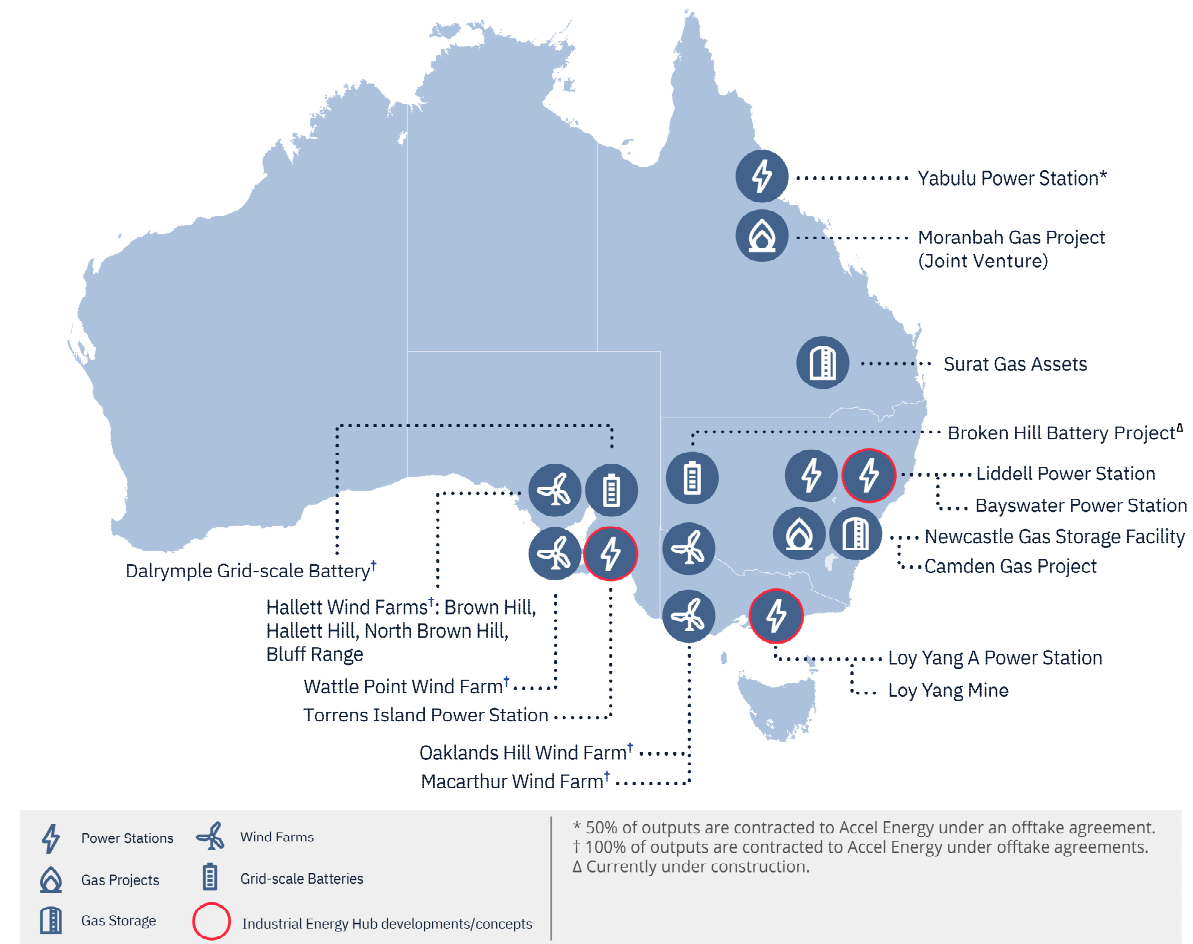 Yabulu Power Station*
Moranbah Gas Project
(Joint Venture)
Surat Gas Assets
Broken Hill Battery Project∆
Liddell Power Station
Bayswater Power Station
Newcastle Gas Storage Facility
Camden Gas Project
Dalrymple Grid-scale Battery†
Hallett Wind Farms†: Brown Hill,
Hallett Hill, North Brown Hill,
Bluff Range
Loy Yang A Power Station
Loy Yang Mine
Wattle Point Wind Farm†
Torrens Island Power Station
Oaklands Hill Wind Farm†
Macarthur Wind Farm†
Power Stations
Wind Farms
Gas Projects
Grid-scale Batteries
Gas Storage
Industrial Energy Hub developments/concepts
* 50% of outputs are contracted to Accel Energy under an offtake agreement.
† 100% of outputs are contracted to Accel Energy under offtake agreements.
∆ Currently under construction.